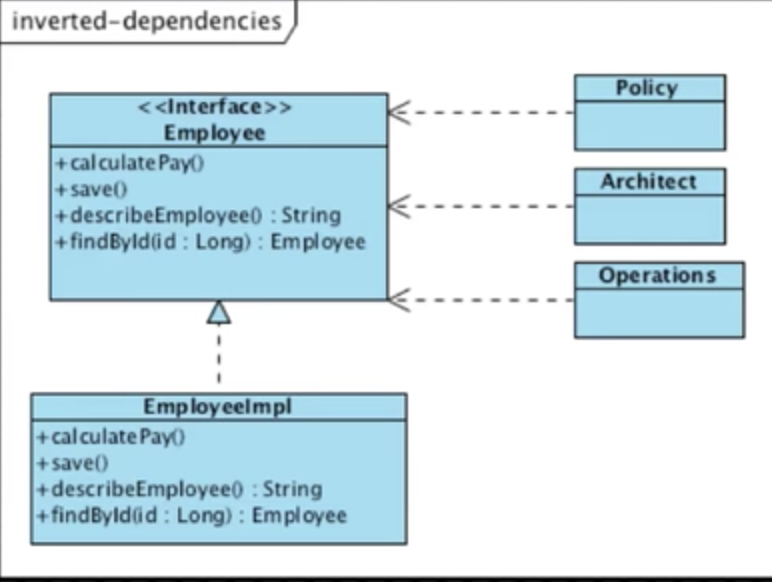 inverted-dependencies
<<Interface>>
Employee
+calculatePay()
+save()
+describeEmployee() : String
+findById(id : Long) : Employee
Policy
Architect
Operations
EmployeeImpl
+calculatePay()
+save()
+describeEmployee() : String
+findById(id : Long) : Employee